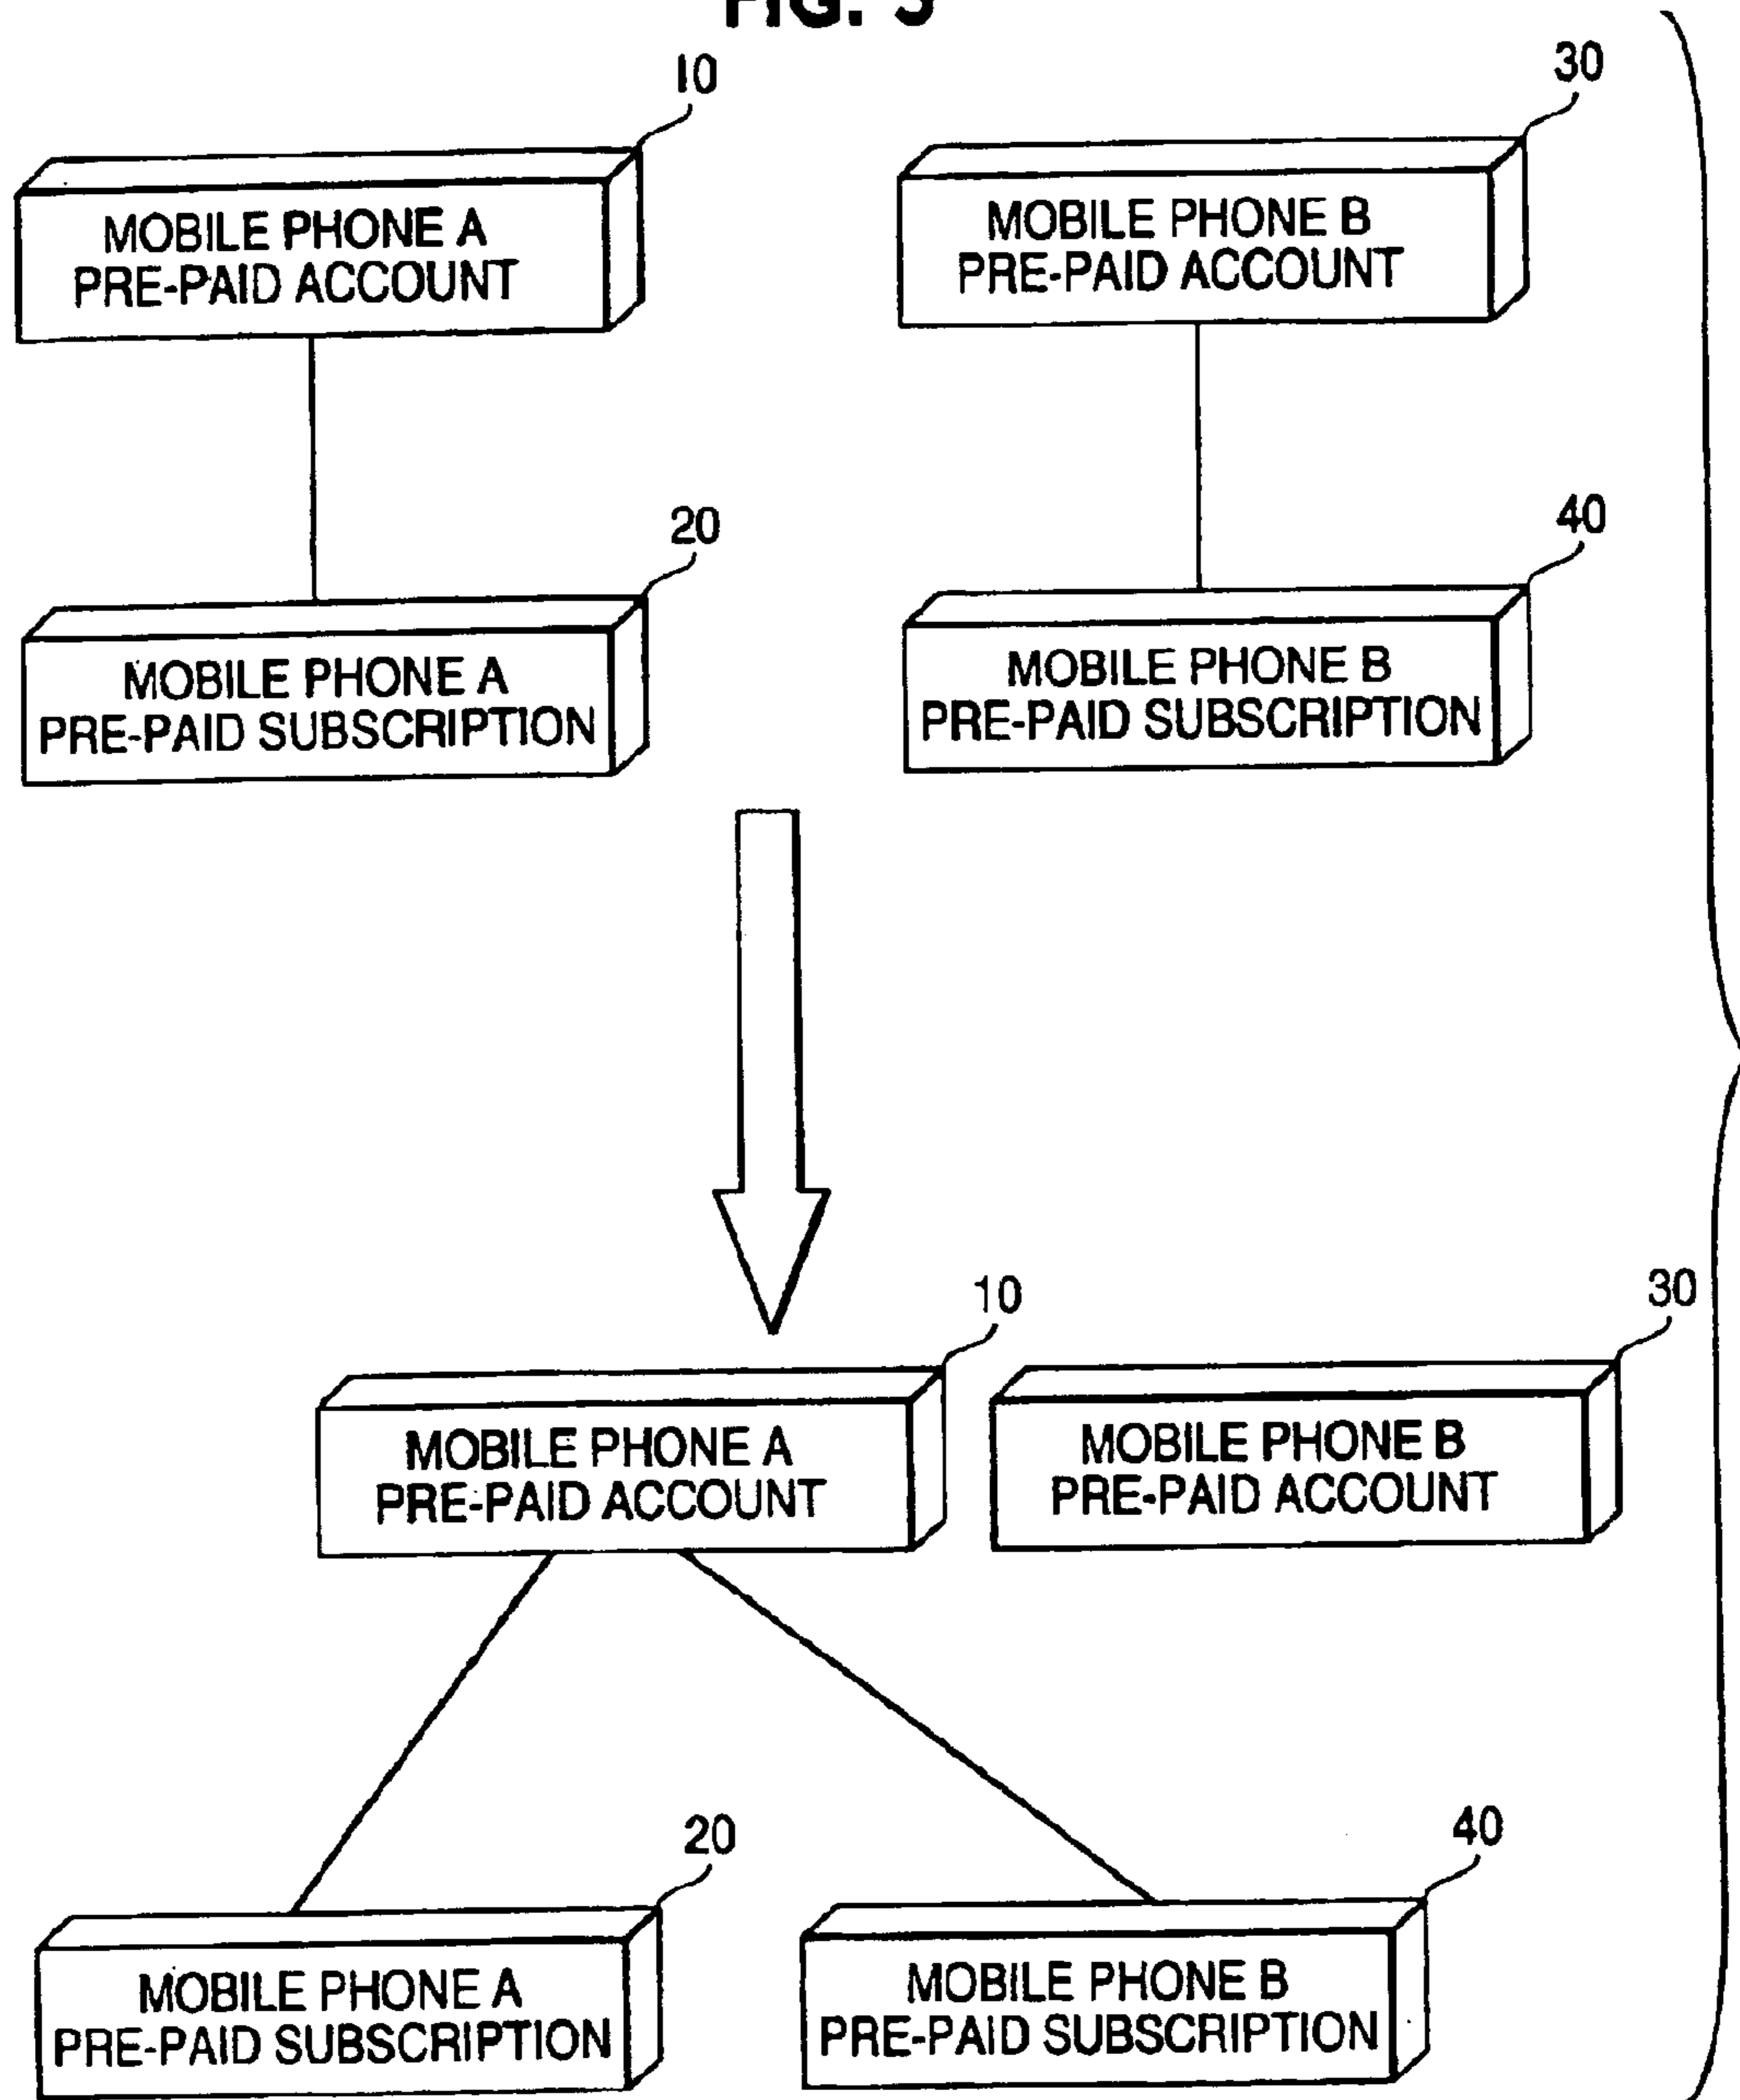 FIG.
10
30
MOBILE PHONE A
PRE-PAID ACCOUNT
MOBILE PHONE B
PRE-PAID ACCOUNT
20
40
MOBILE PHONE A
PRE-PAID SUBSCRIPTION
MOBILE PHONE B
PRE-PAID SUBSCRIPTION
10
30
MOBILE PHONE A
PRE-PAID ACCOUNT
MOBILE PHONE B
PRE-PAID ACCOUNT
20
40
MOBILE PHONE A
PRE-PAID SUBSCRIPTION
MOBILE PHONE B
PRE-PAID SUBSCRIPTION